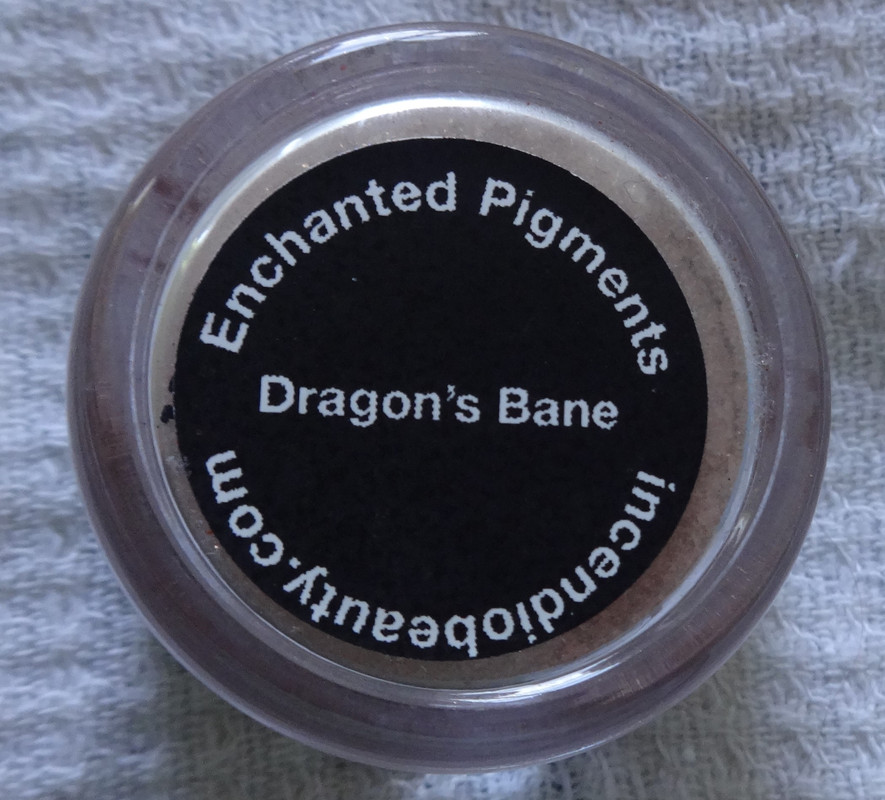 Enchanted Pigments
Dragon's Bane
incendiobeauty.com